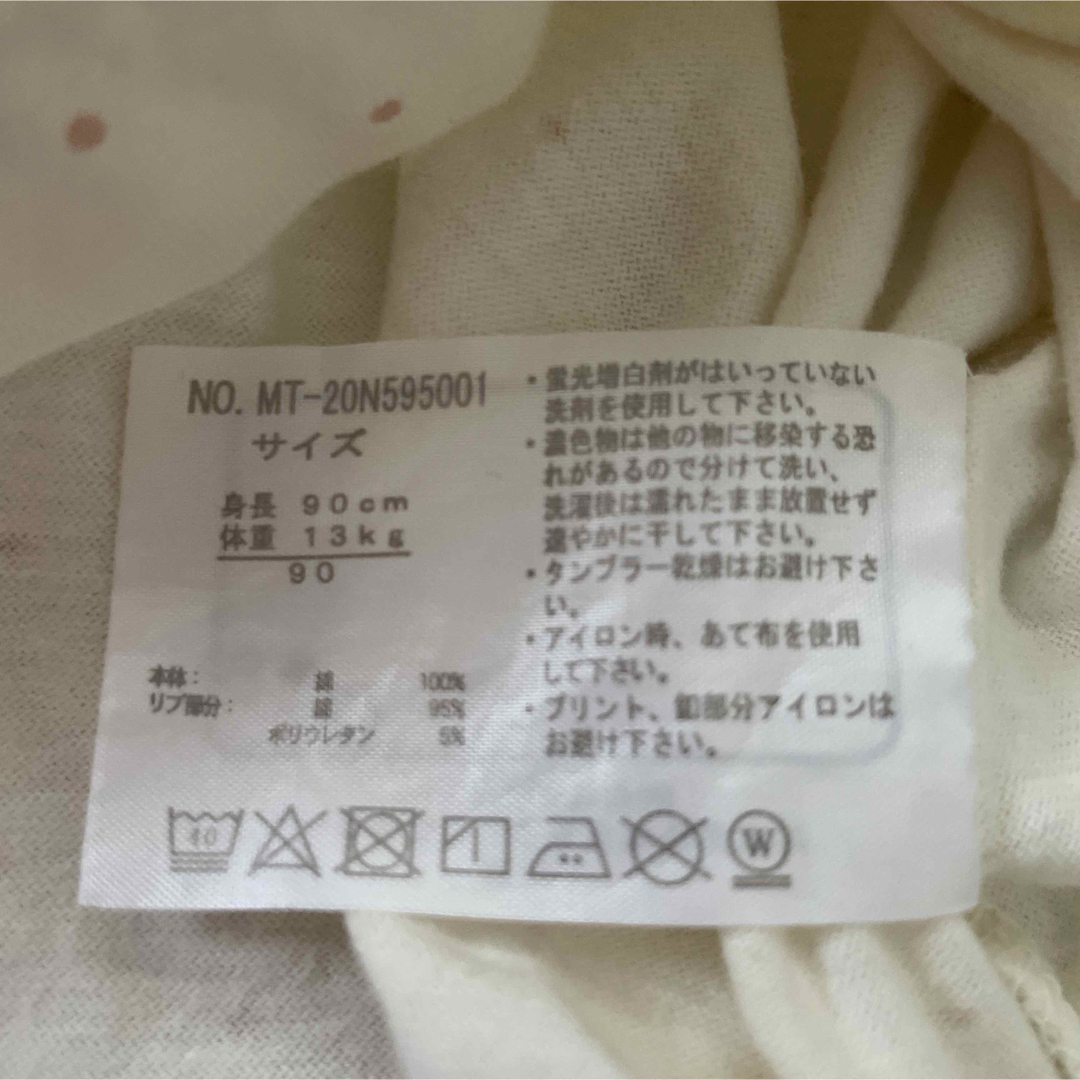 NO. MT-20N595001
サイズ
身長 90cm
体重 13kg
90
本体: 綿 100%
リブ部分: 綿 95%
ポリウレタン 5%
・蛍光増白剤がはいっていない
洗剤を使用して下さい。
・濃色物は他の物に移染する恐
れがあるので分けて洗い、
洗濯後は濡れたまま放置せず
速やかに干して下さい。
・タンブラー乾燥はお避け下さ
い。
・アイロン時、あて布を使用
して下さい。
・プリント、釦部分アイロンは
お避け下さい。
40
W